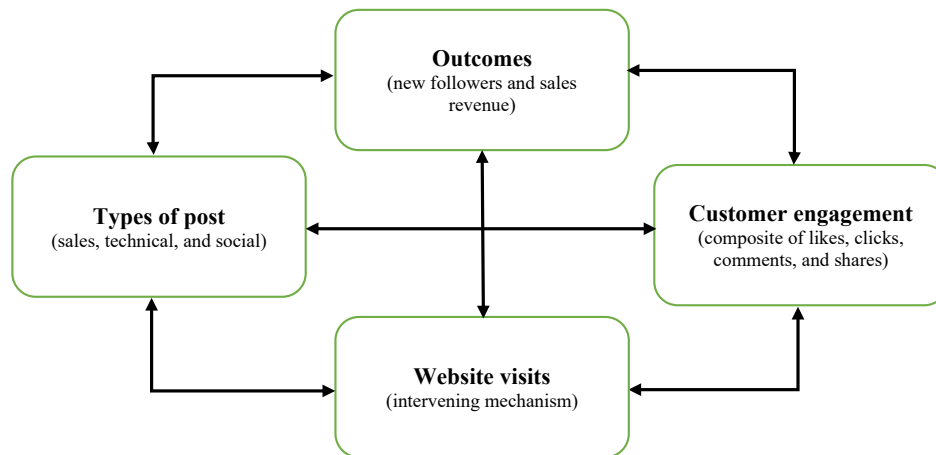 Outcomes
(new followers and sales
revenue)
Types of post
(sales, technical, and social)
Customer engagement
(composite of likes, clicks,
comments, and shares)
Website visits
(intervening mechanism)